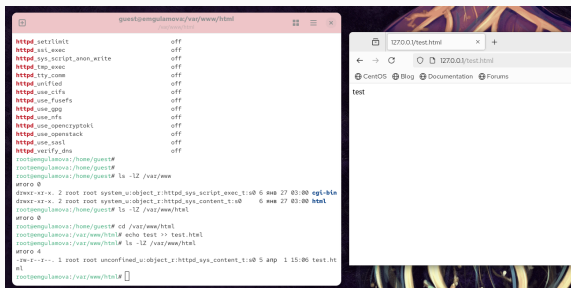 guest@emgulamova:/var/www/html
/var/www/html
httpd_setrlimit off
httpd_ssi_exec off
httpd_sys_script_anon_write off
httpd_tmp_exec off
httpd_tty_comm off
httpd_unified off
httpd_use_cifs off
httpd_use_fusefs off
httpd_use_gpg off
httpd_use_nfs off
httpd_use_opencryptoki off
httpd_use_openstack off
httpd_use_sasl off
httpd_verify_dns off
root@emgulamova:/home/guest#
root@emgulamova:/home/guest#
root@emgulamova:/home/guest# ls -lZ /var/www
итого 0
drwxr-xr-x. 2 root root system_u:object_r:httpd_sys_script_exec_t:s0 6 янв 27 03:00 cgi-bin
drwxr-xr-x. 2 root root system_u:object_r:httpd_sys_content_t:s0 6 янв 27 03:00 html
root@emgulamova:/home/guest# ls -lZ /var/www/html
итого 0
root@emgulamova:/home/guest# cd /var/www/html
root@emgulamova:/var/www/html# echo test >> test.html
root@emgulamova:/var/www/html# ls -lZ /var/www/html
итого 4
-rw-r--r--. 1 root root unconfined_u:object_r:httpd_sys_content_t:s0 5 апр 1 15:06 test.ht
ml
root@emgulamova:/var/www/html#
127.0.0.1/test.html
127.0.0.1/test.html
CentOS Blog Documentation Forums
test